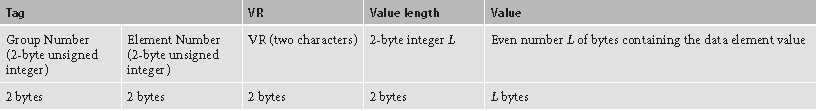 Tag VR Value length Value
Group Number Element Number VR (two characters) 2-byte integer L Even number L of bytes containing the data element value
(2-byte unsigned (2-byte unsigned
integer) integer)
2 bytes 2 bytes 2 bytes 2 bytes L bytes